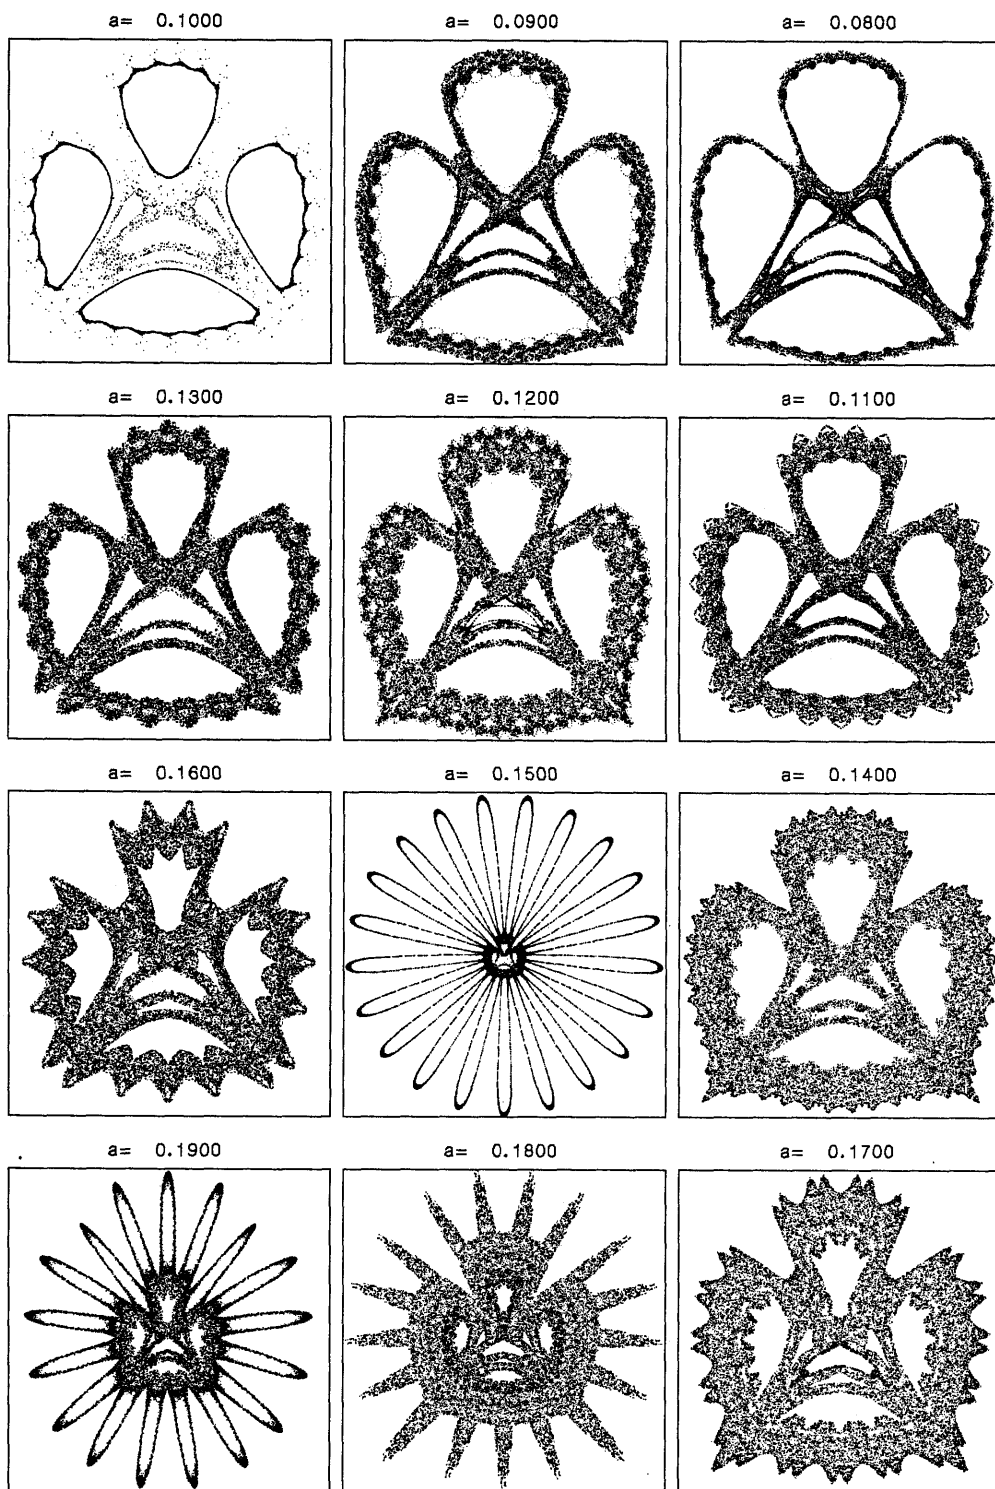 a= 0.1000 a= 0.0900 a= 0.0800
a= 0.1300 a= 0.1200 a= 0.1100
a= 0.1600 a= 0.1500 a= 0.1400
a= 0.1900 a= 0.1800 a= 0.1700